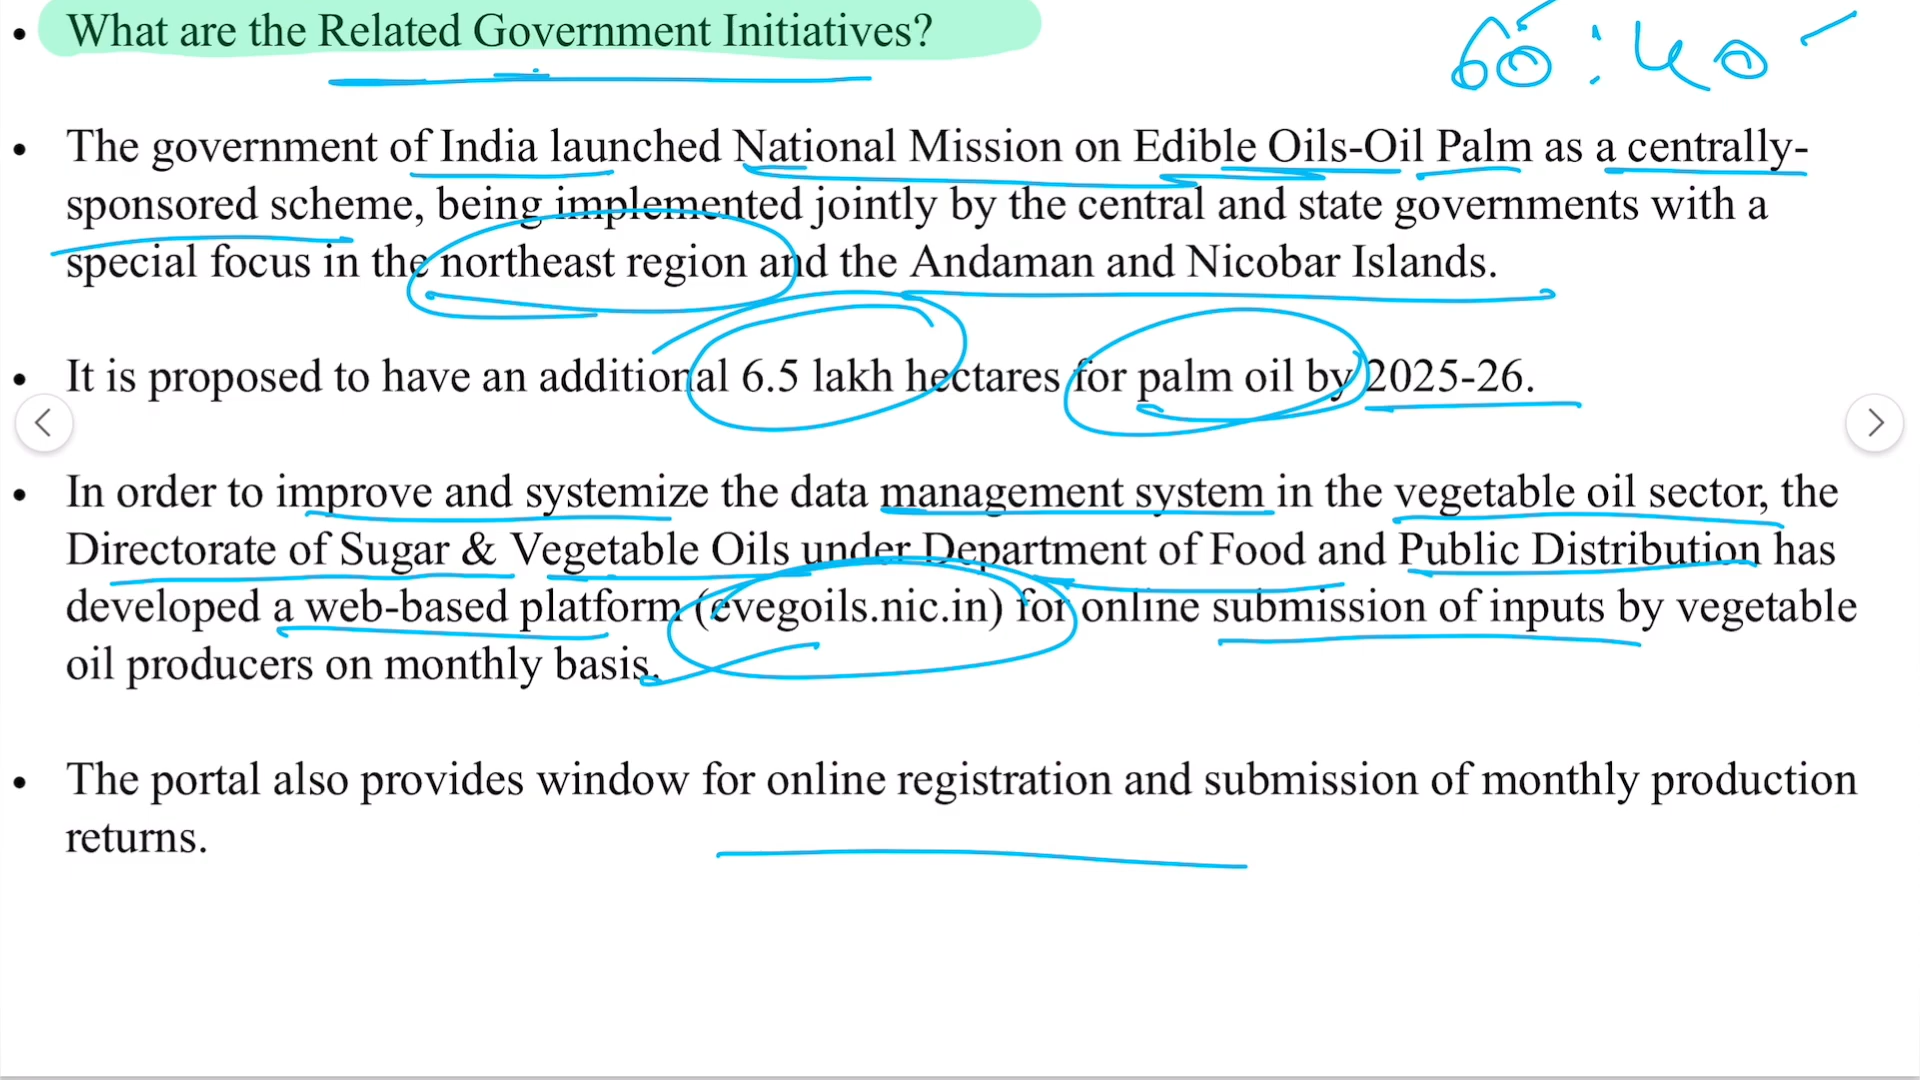 • What are the Related Government Initiatives?
60:40
• The government of India launched National Mission on Edible Oils-Oil Palm as a centrally-
sponsored scheme, being implemented jointly by the central and state governments with a
special focus in the northeast region and the Andaman and Nicobar Islands.
• It is proposed to have an additional 6.5 lakh hectares for palm oil by 2025-26.
• In order to improve and systemize the data management system in the vegetable oil sector, the
Directorate of Sugar & Vegetable Oils under Department of Food and Public Distribution has
developed a web-based platform (evegoils.nic.in) for online submission of inputs by vegetable
oil producers on monthly basis.
• The portal also provides window for online registration and submission of monthly production
returns.